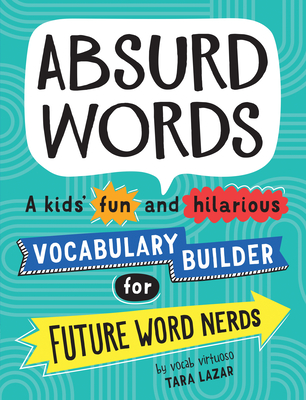 ABSURD
WORDS
A kids' fun and hilarious
VOCABULARY
BUILDER
for
FUTURE WORD NERDS
by vocab virtuoso
TARA LAZAR